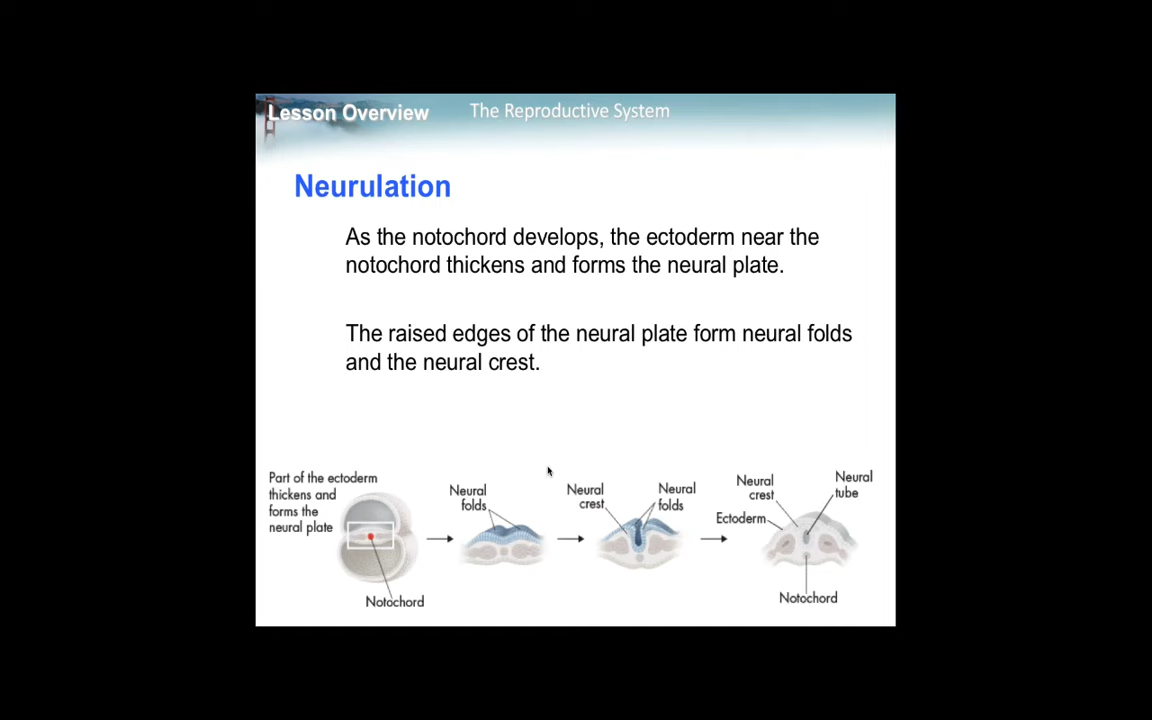 Lesson Overview
The Reproductive System
Neurulation
As the notochord develops, the ectoderm near the
notochord thickens and forms the neural plate.
The raised edges of the neural plate form neural folds
and the neural crest.
Part of the ectoderm
thickens and
forms the
neural plate
Notochord
Neural
folds
Neural
crest
Neural
folds
Neural
crest
Neural
tube
Ectoderm
Notochord